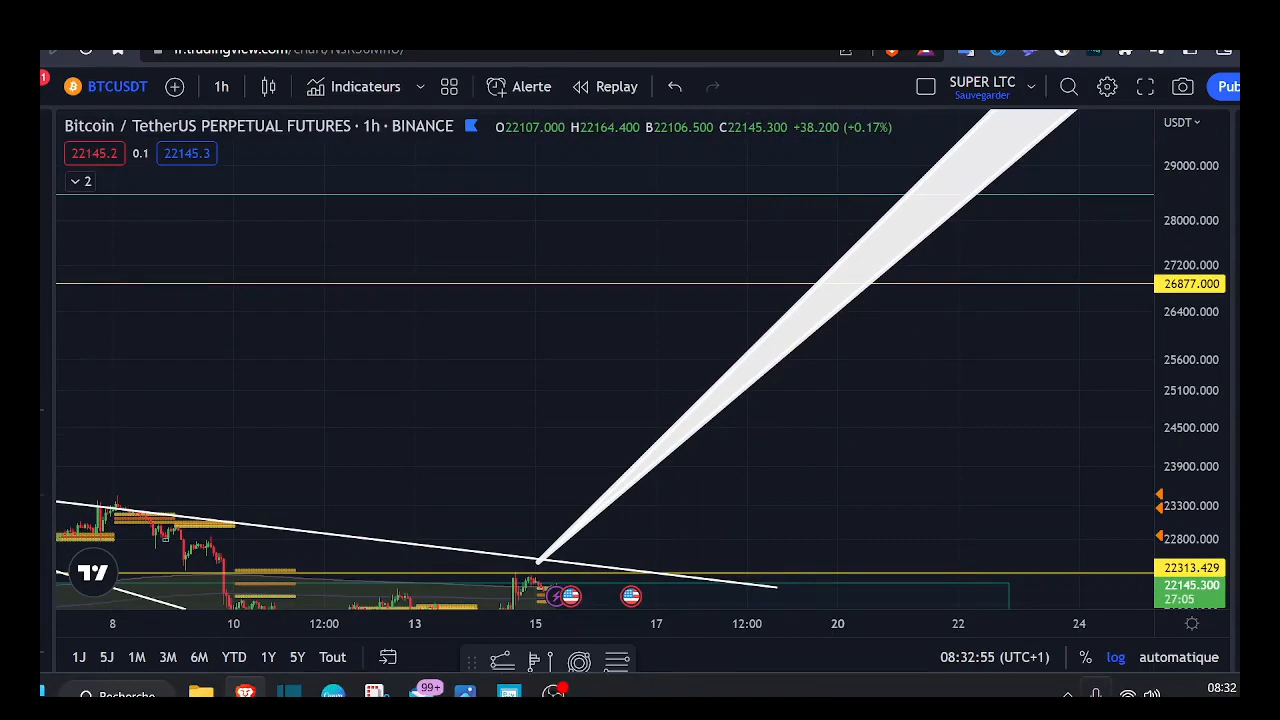 1
BTCUSDT
1h
Indicateurs
Alerte
Replay
SUPER LTC
Sauvegarder
Pub
Bitcoin / TetherUS PERPETUAL FUTURES · 1h · BINANCE
O22107.000 H22164.400 B22106.500 C22145.300 +38.200 (+0.17%)
USDT
22145.2
0.1
22145.3
2
29000.000
28000.000
27200.000
26877.000
26400.000
25600.000
25100.000
24500.000
23900.000
23300.000
22800.000
22313.429
22145.300
27:05
8
10
12:00
13
15
17
12:00
20
22
24
1J
5J
1M
3M
6M
YTD
1Y
5Y
Tout
08:32:55 (UTC+1)
%
log
automatique
Recherche
99+
08:32